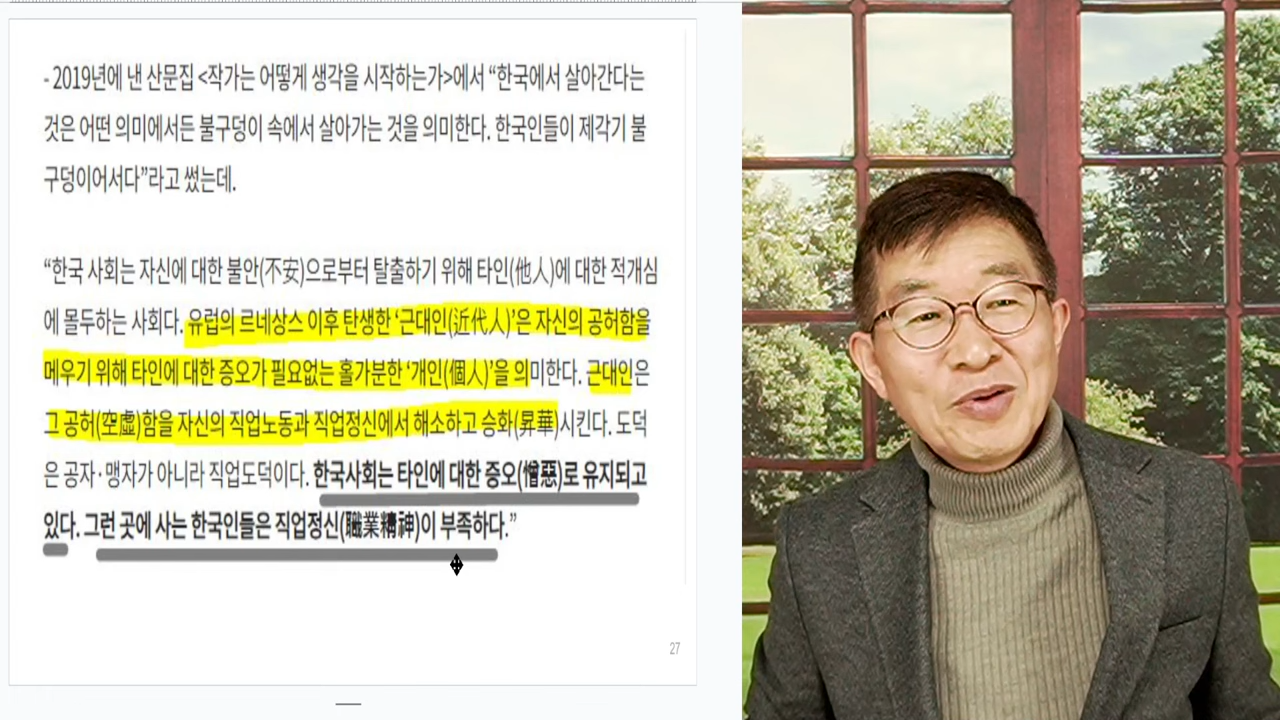 - 2019년에 낸 산문집 <작가는 어떻게 생각을 시작하는가>에서 “한국에서 살아간다는
것은 어떤 의미에서든 불구덩이 속에서 살아가는 것을 의미한다. 한국인들이 제각기 불
구덩이어서다”라고 썼는데.
“한국 사회는 자신에 대한 불안(不安)으로부터 탈출하기 위해 타인(他人)에 대한 적개심
에 몰두하는 사회다. 유럽의 르네상스 이후 탄생한 ‘근대인(近代人)’은 자신의 공허함을
메우기 위해 타인에 대한 증오가 필요없는 홀가분한 ‘개인(個人)’을 의미한다. 근대인은
그 공허(空虛)함을 자신의 직업노동과 직업정신에서 해소하고 승화(昇華)시킨다. 도덕
은 공자·맹자가 아니라 직업도덕이다. 한국사회는 타인에 대한 증오(憎惡)로 유지되고
있다. 그런 곳에 사는 한국인들은 직업정신(職業精神)이 부족하다.”
27